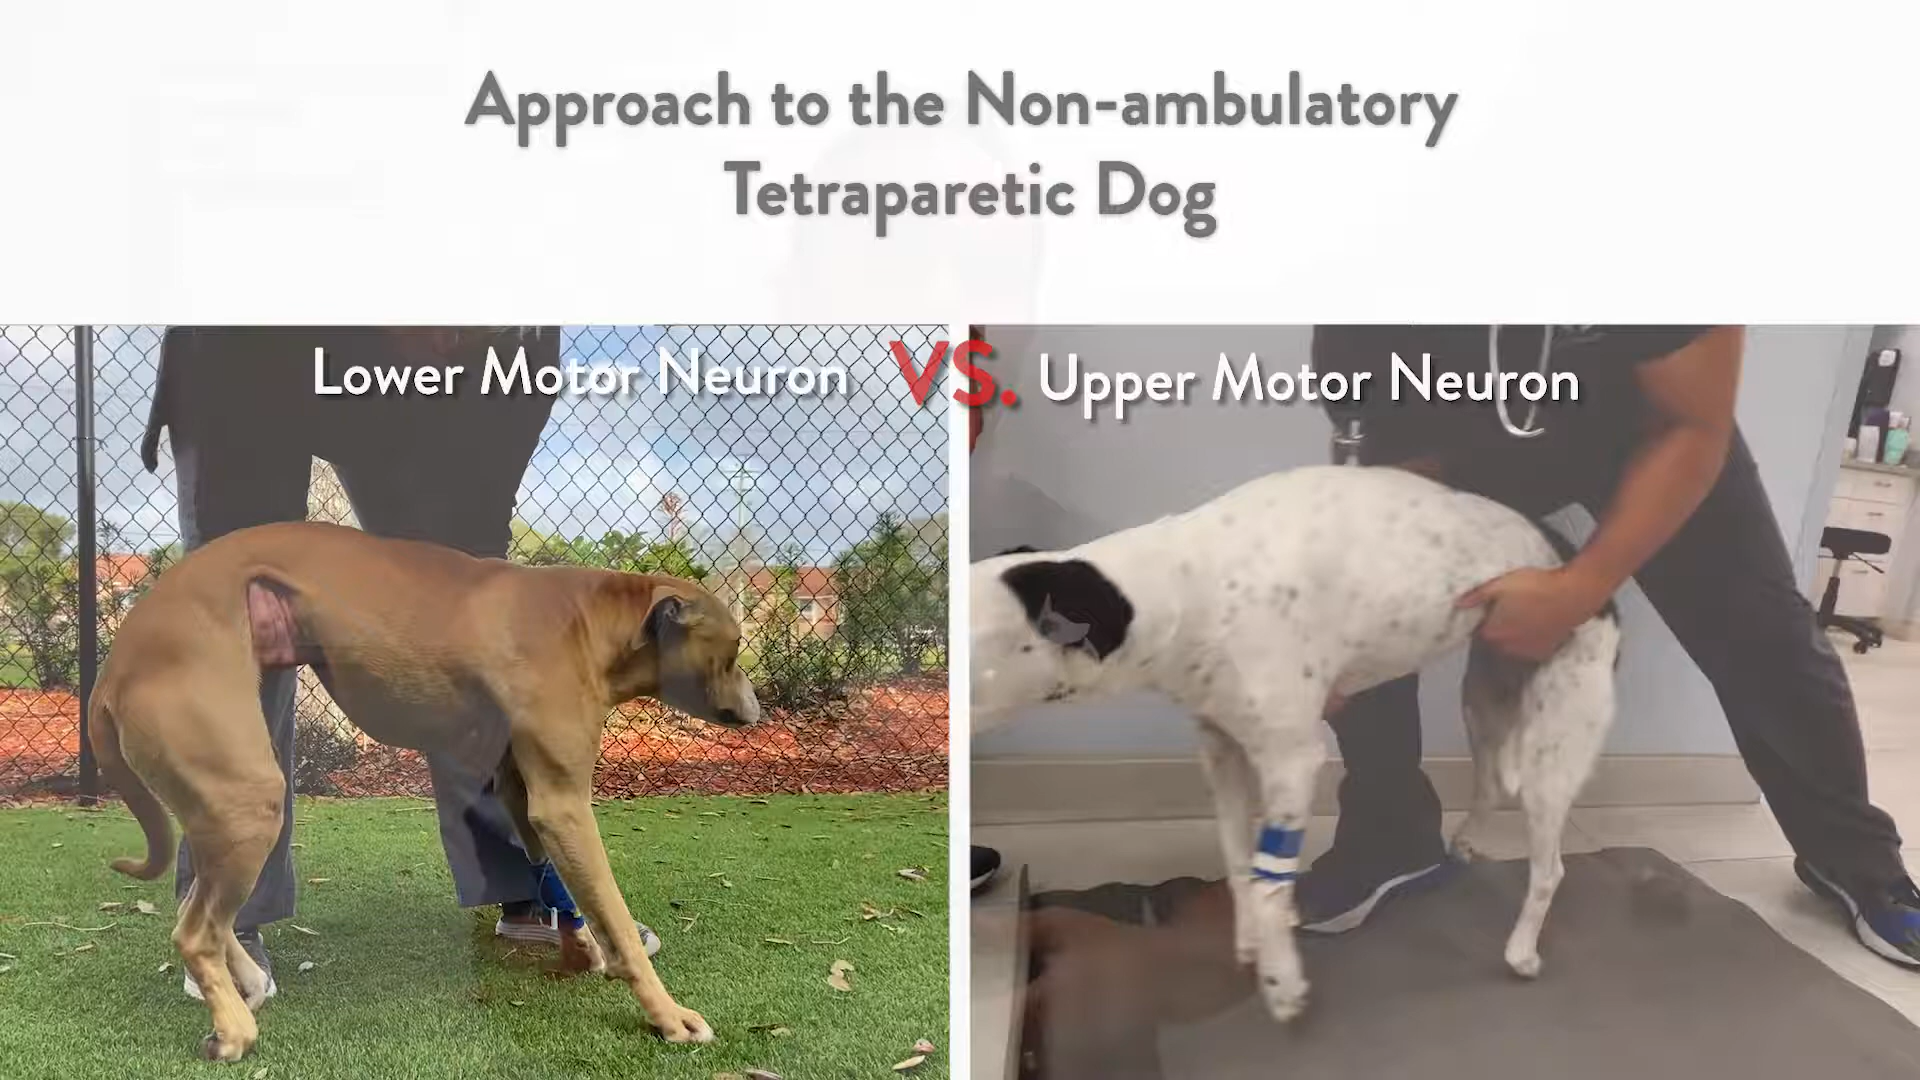 Approach to the Non-ambulatory
Tetraparetic Dog
Lower Motor Neuron
VS.
Upper Motor Neuron